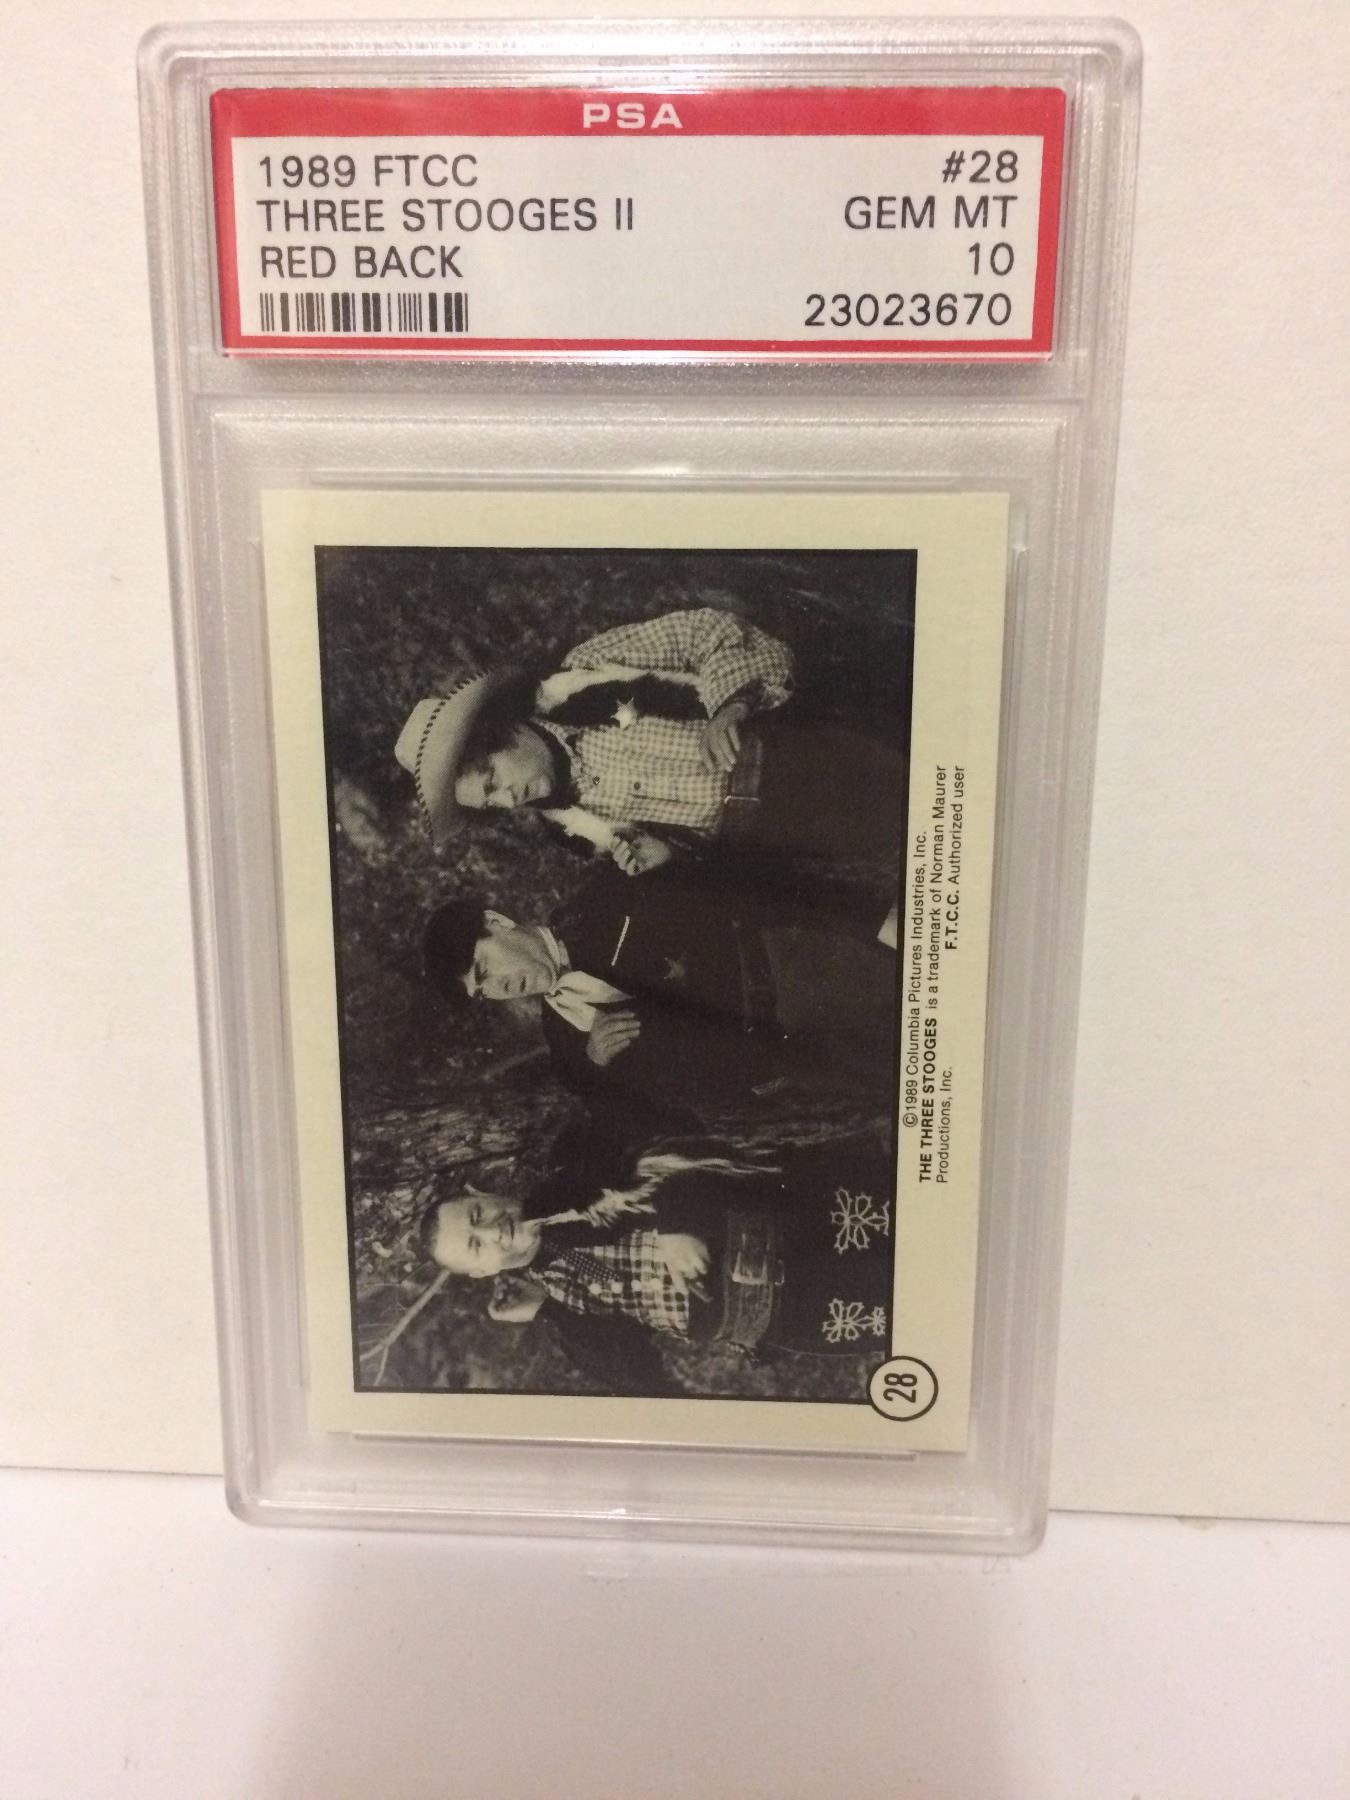 PSA
1989 FTCC #28
THREE STOOGES II GEM MT
RED BACK 10
23023670
©1989 Columbia Pictures Industries, Inc.
THE THREE STOOGES is a trademark of Norman Maurer
Productions, Inc. F.T.C.C. Authorized user
28